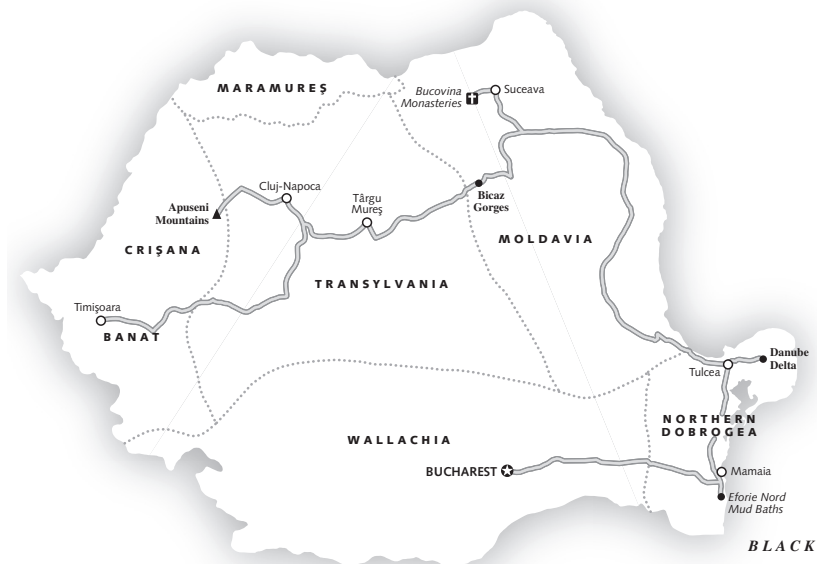 MARAMUREŞ
Bucovina
Monasteries
Suceava
Cluj-Napoca
Târgu
Mureş
Apuseni
Mountains
Bicaz
Gorges
CRIŞANA
MOLDAVIA
TRANSYLVANIA
Timişoara
BANAT
Danube
Delta
Tulcea
NORTHERN
DOBROGEA
WALLACHIA
BUCHAREST
Mamaia
Eforie Nord
Mud Baths
BLACK